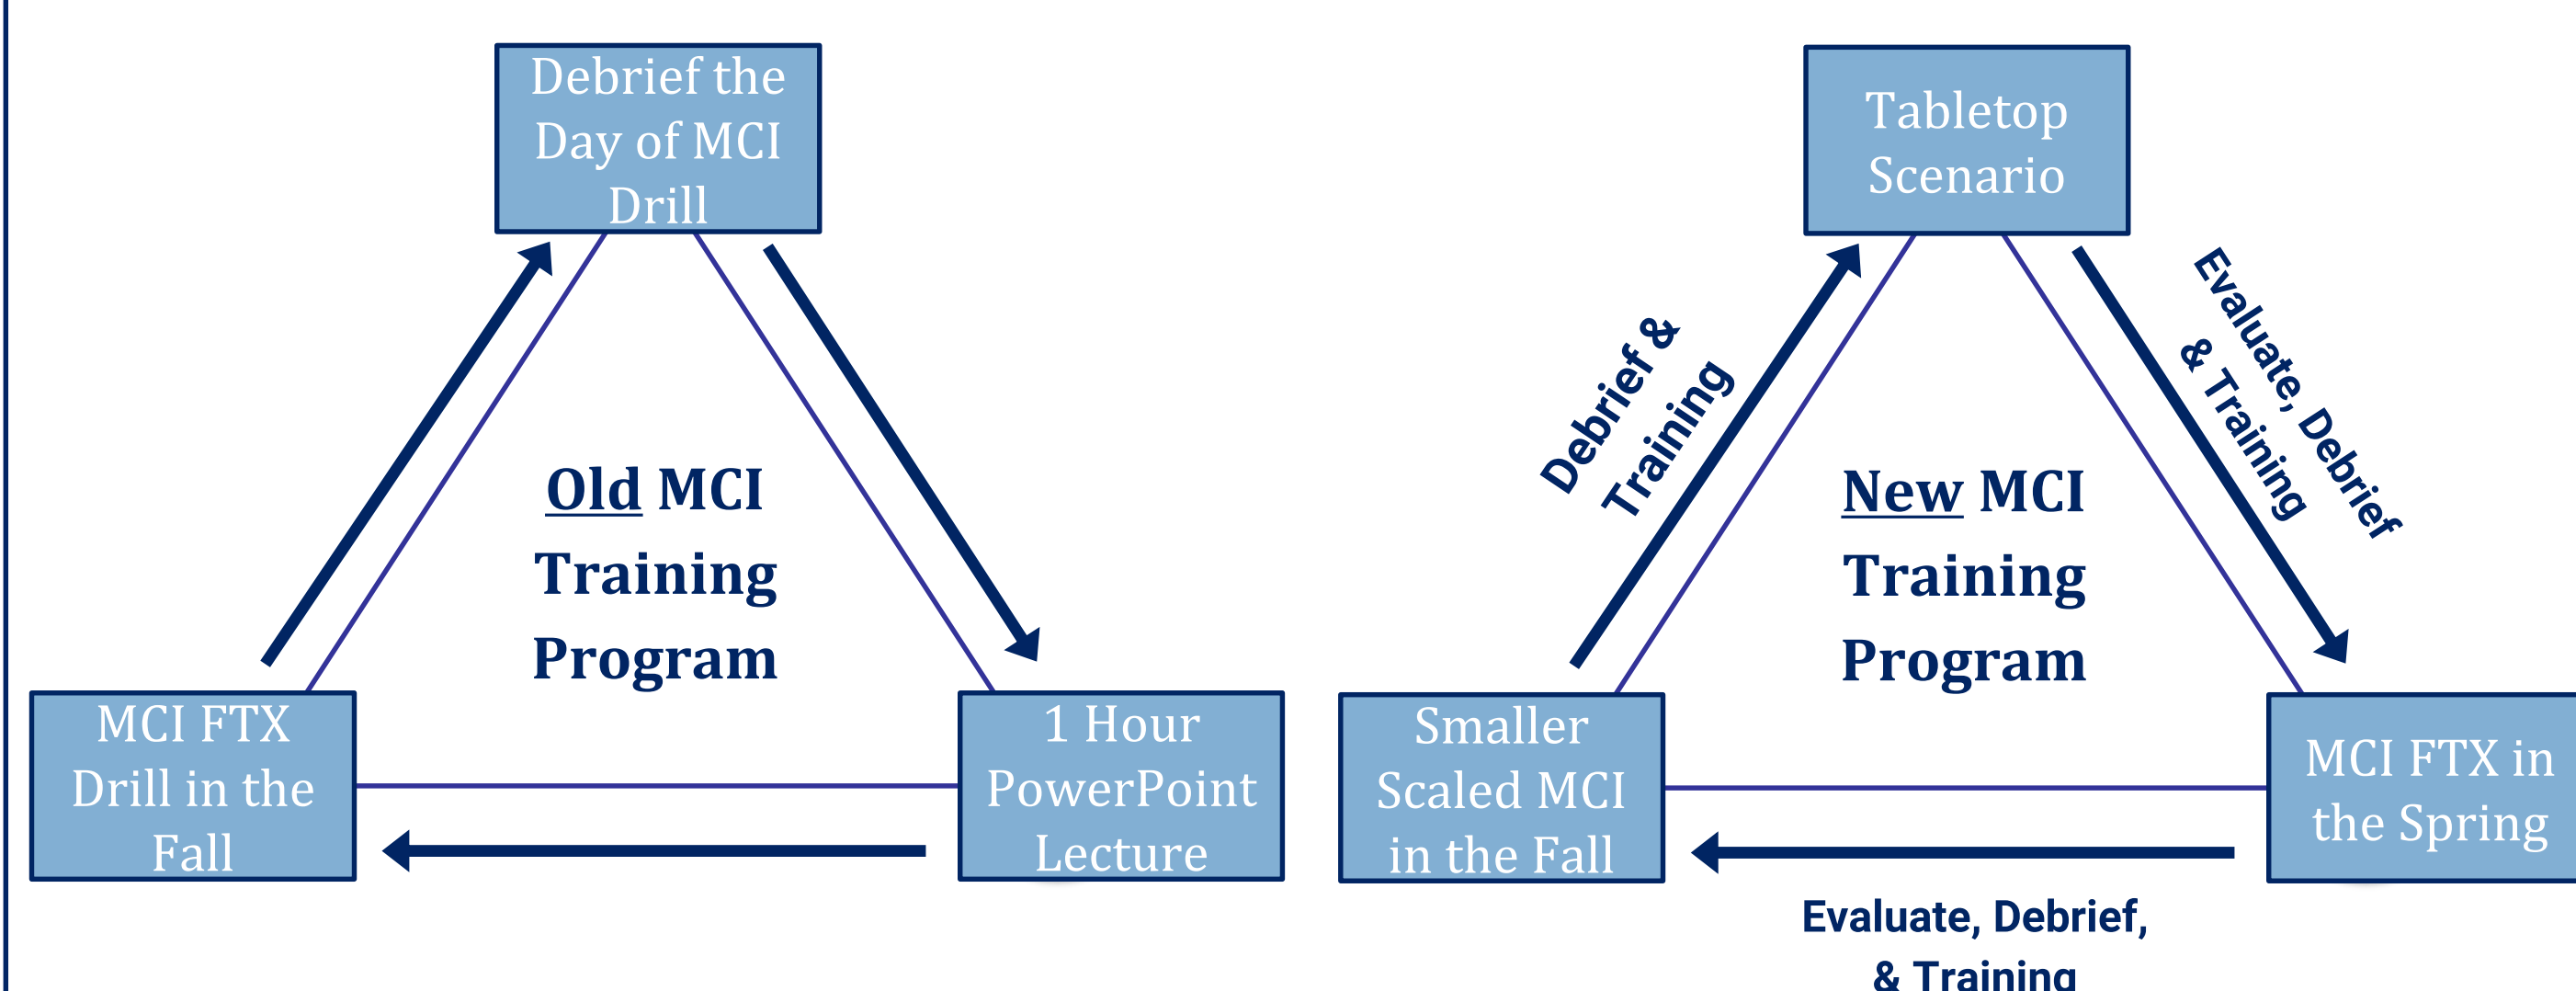 Debrief the
Day of MCI
Drill
Old MCI
Training
Program
MCI FTX
Drill in the
Fall
1 Hour
PowerPoint
Lecture
Tabletop
Scenario
Debrief &
Training
Evaluate, Debrief
& Training
New MCI
Training
Program
Smaller
Scaled MCI
in the Fall
MCI FTX in
the Spring
Evaluate, Debrief,
& Training